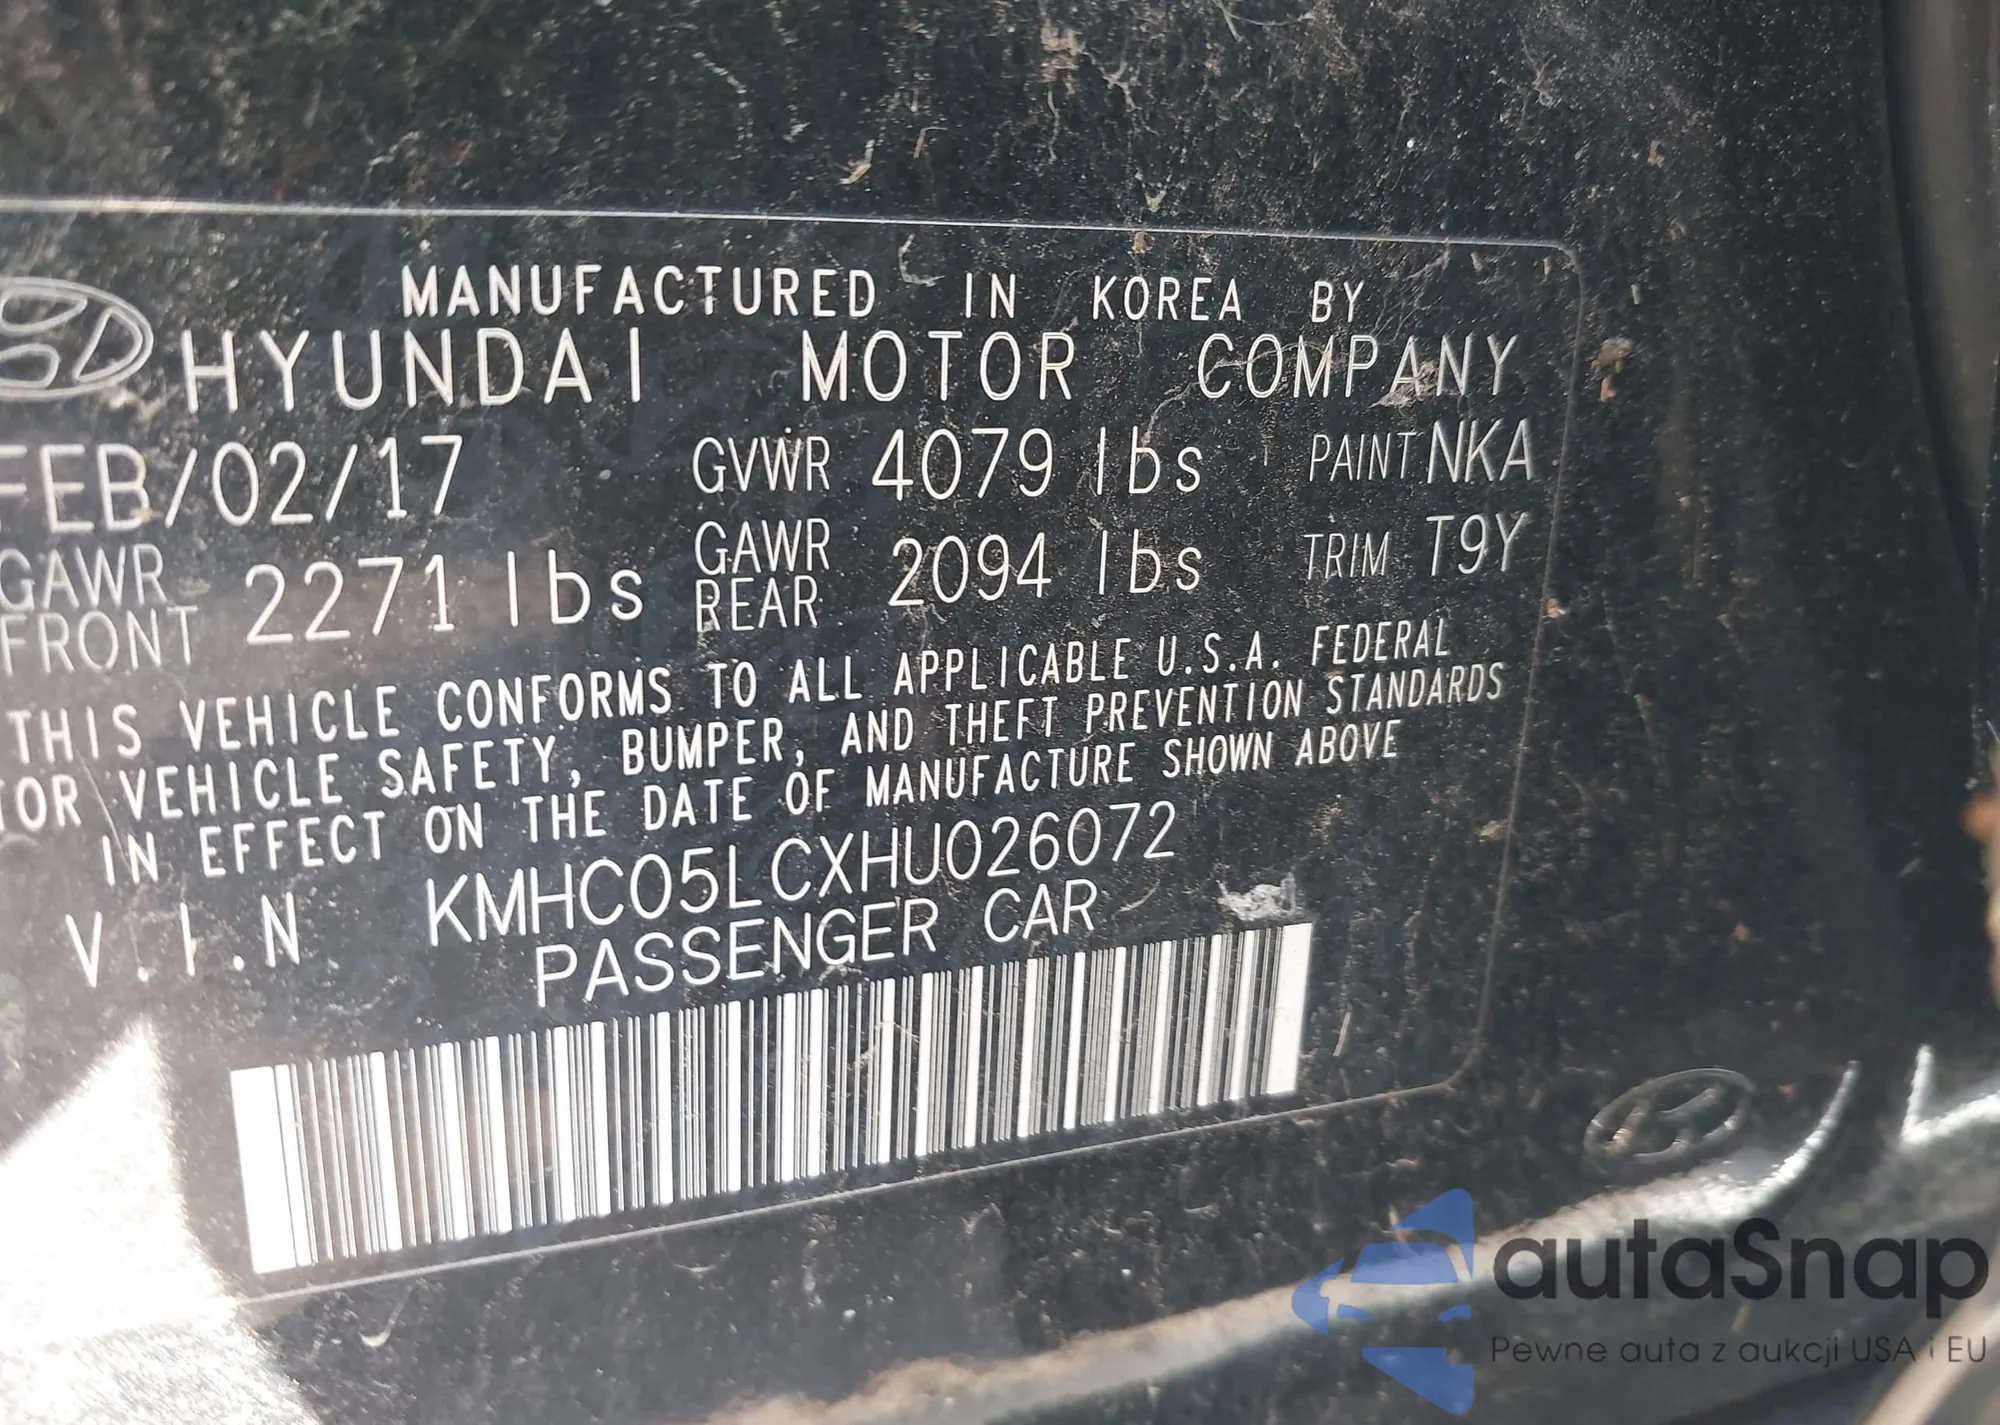 MANUFACTURED IN KOREA BY
HYUNDAI MOTOR COMPANY
FEB/02/17 GVWR 4079 lbs PAINT NKA
GAWR FRONT 2271 lbs GAWR REAR 2094 lbs TRIM T9Y
THIS VEHICLE CONFORMS TO ALL APPLICABLE U.S.A. FEDERAL
TOR VEHICLE SAFETY, BUMPER, AND THEFT PREVENTION STANDARDS
IN EFFECT ON THE DATE OF MANUFACTURE SHOWN ABOVE
V.I.N KMHC05LCXHU026072
PASSENGER CAR
autaSnap
Pewne auta z aukcji USA i EU